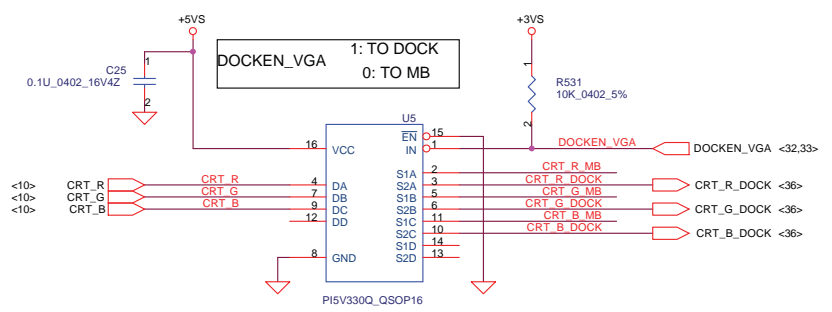 +5VS
+3VS
C25
0.1U_0402_16V4Z
1
2
DOCKEN_VGA
1: TO DOCK
0: TO MB
1
R531
10K_0402_5%
2
U5
16 VCC EN 15
IN 1 DOCKEN_VGA DOCKEN_VGA <32,33>
S1A 2 CRT_R_MB
<10> CRT_R CRT_R 4 DA S2A 3 CRT_R_DOCK CRT_R_DOCK <36>
<10> CRT_G CRT_G 7 DB S1B 5 CRT_G_MB
<10> CRT_B CRT_B 9 DC S2B 6 CRT_G_DOCK CRT_G_DOCK <36>
12 DD S1C 11 CRT_B_MB
S2C 10 CRT_B_DOCK CRT_B_DOCK <36>
S1D 14
8 GND S2D 13
PI5V330Q_QSOP16